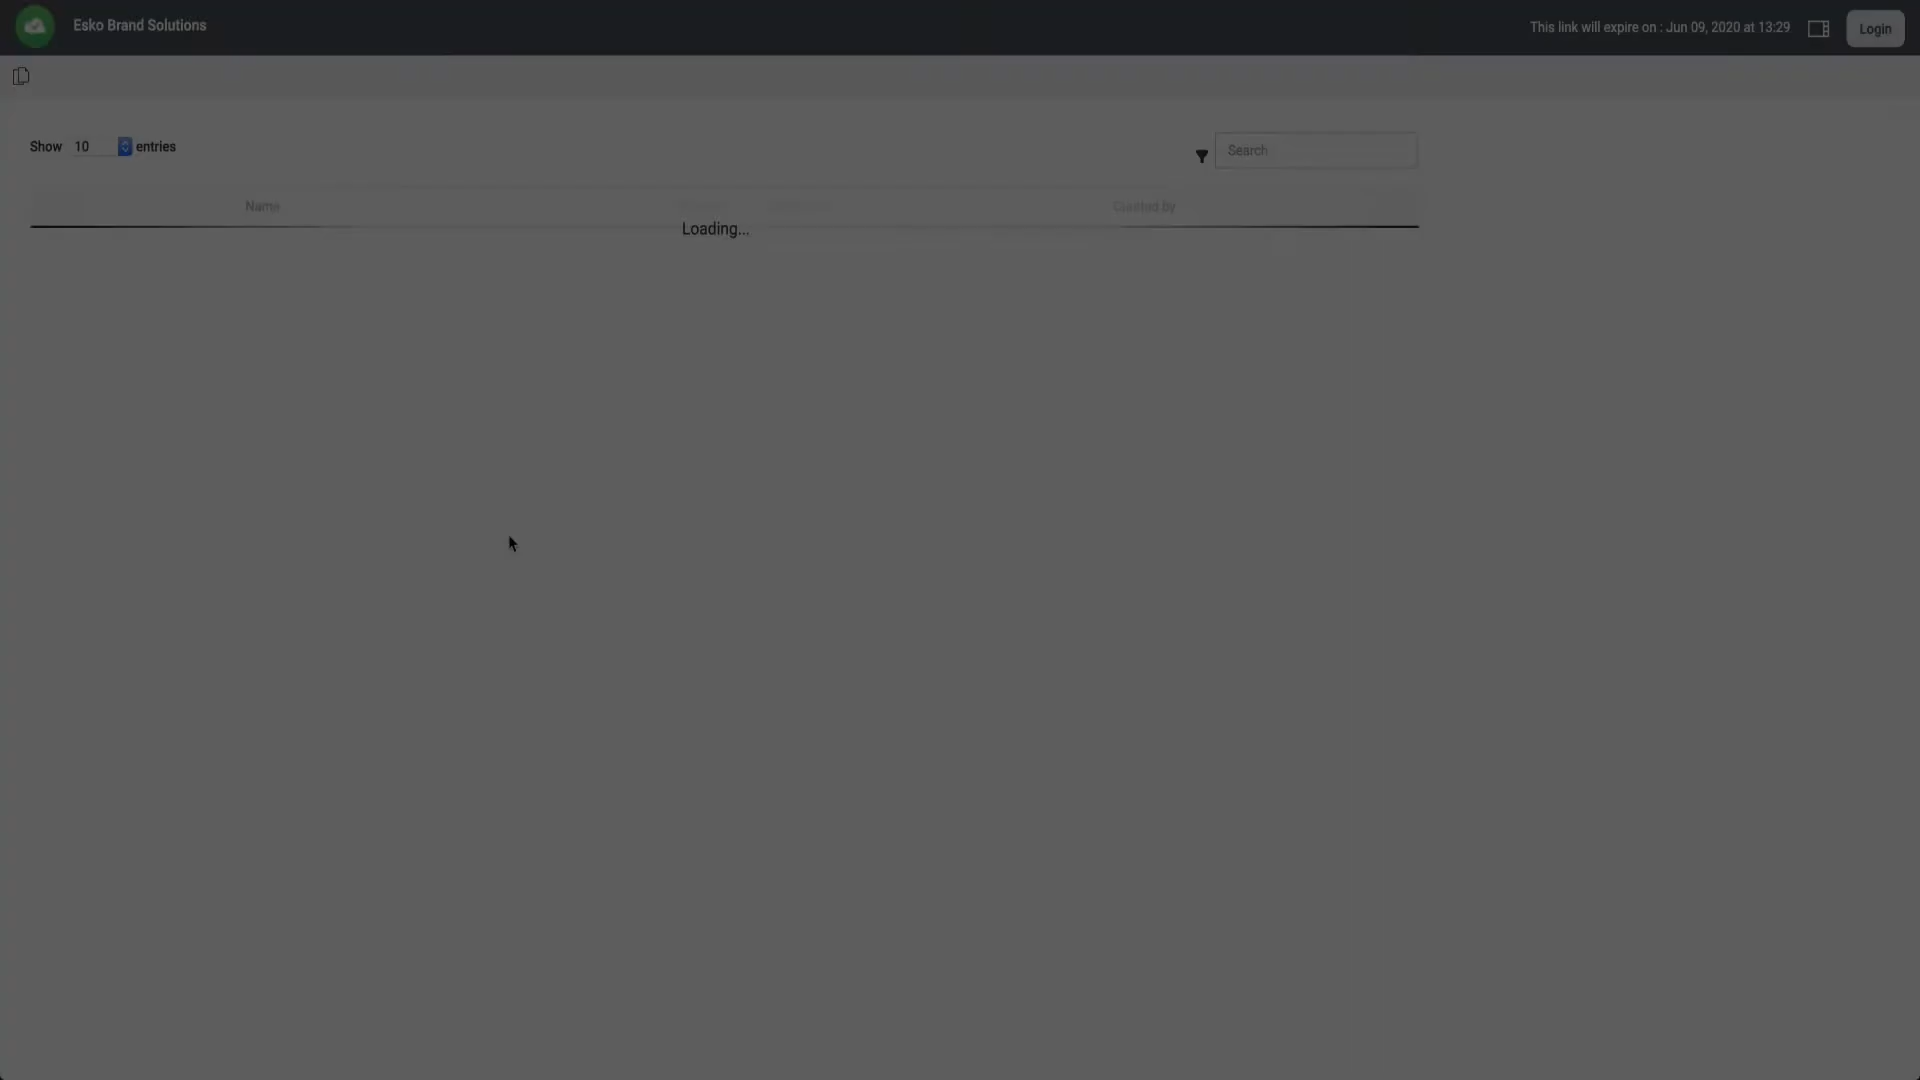 Esko Brand Solutions
This link will expire on : Jun 09, 2020 at 13:29
Login
Show 10 entries
Search
Name
Created by
Loading...